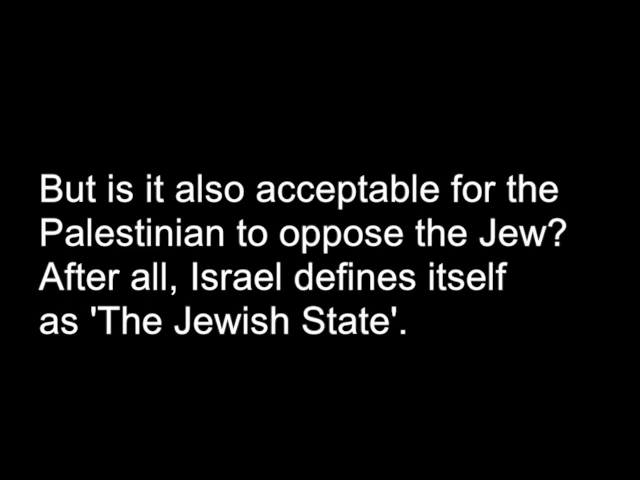 But is it also acceptable for the
Palestinian to oppose the Jew?
After all, Israel defines itself
as 'The Jewish State'.